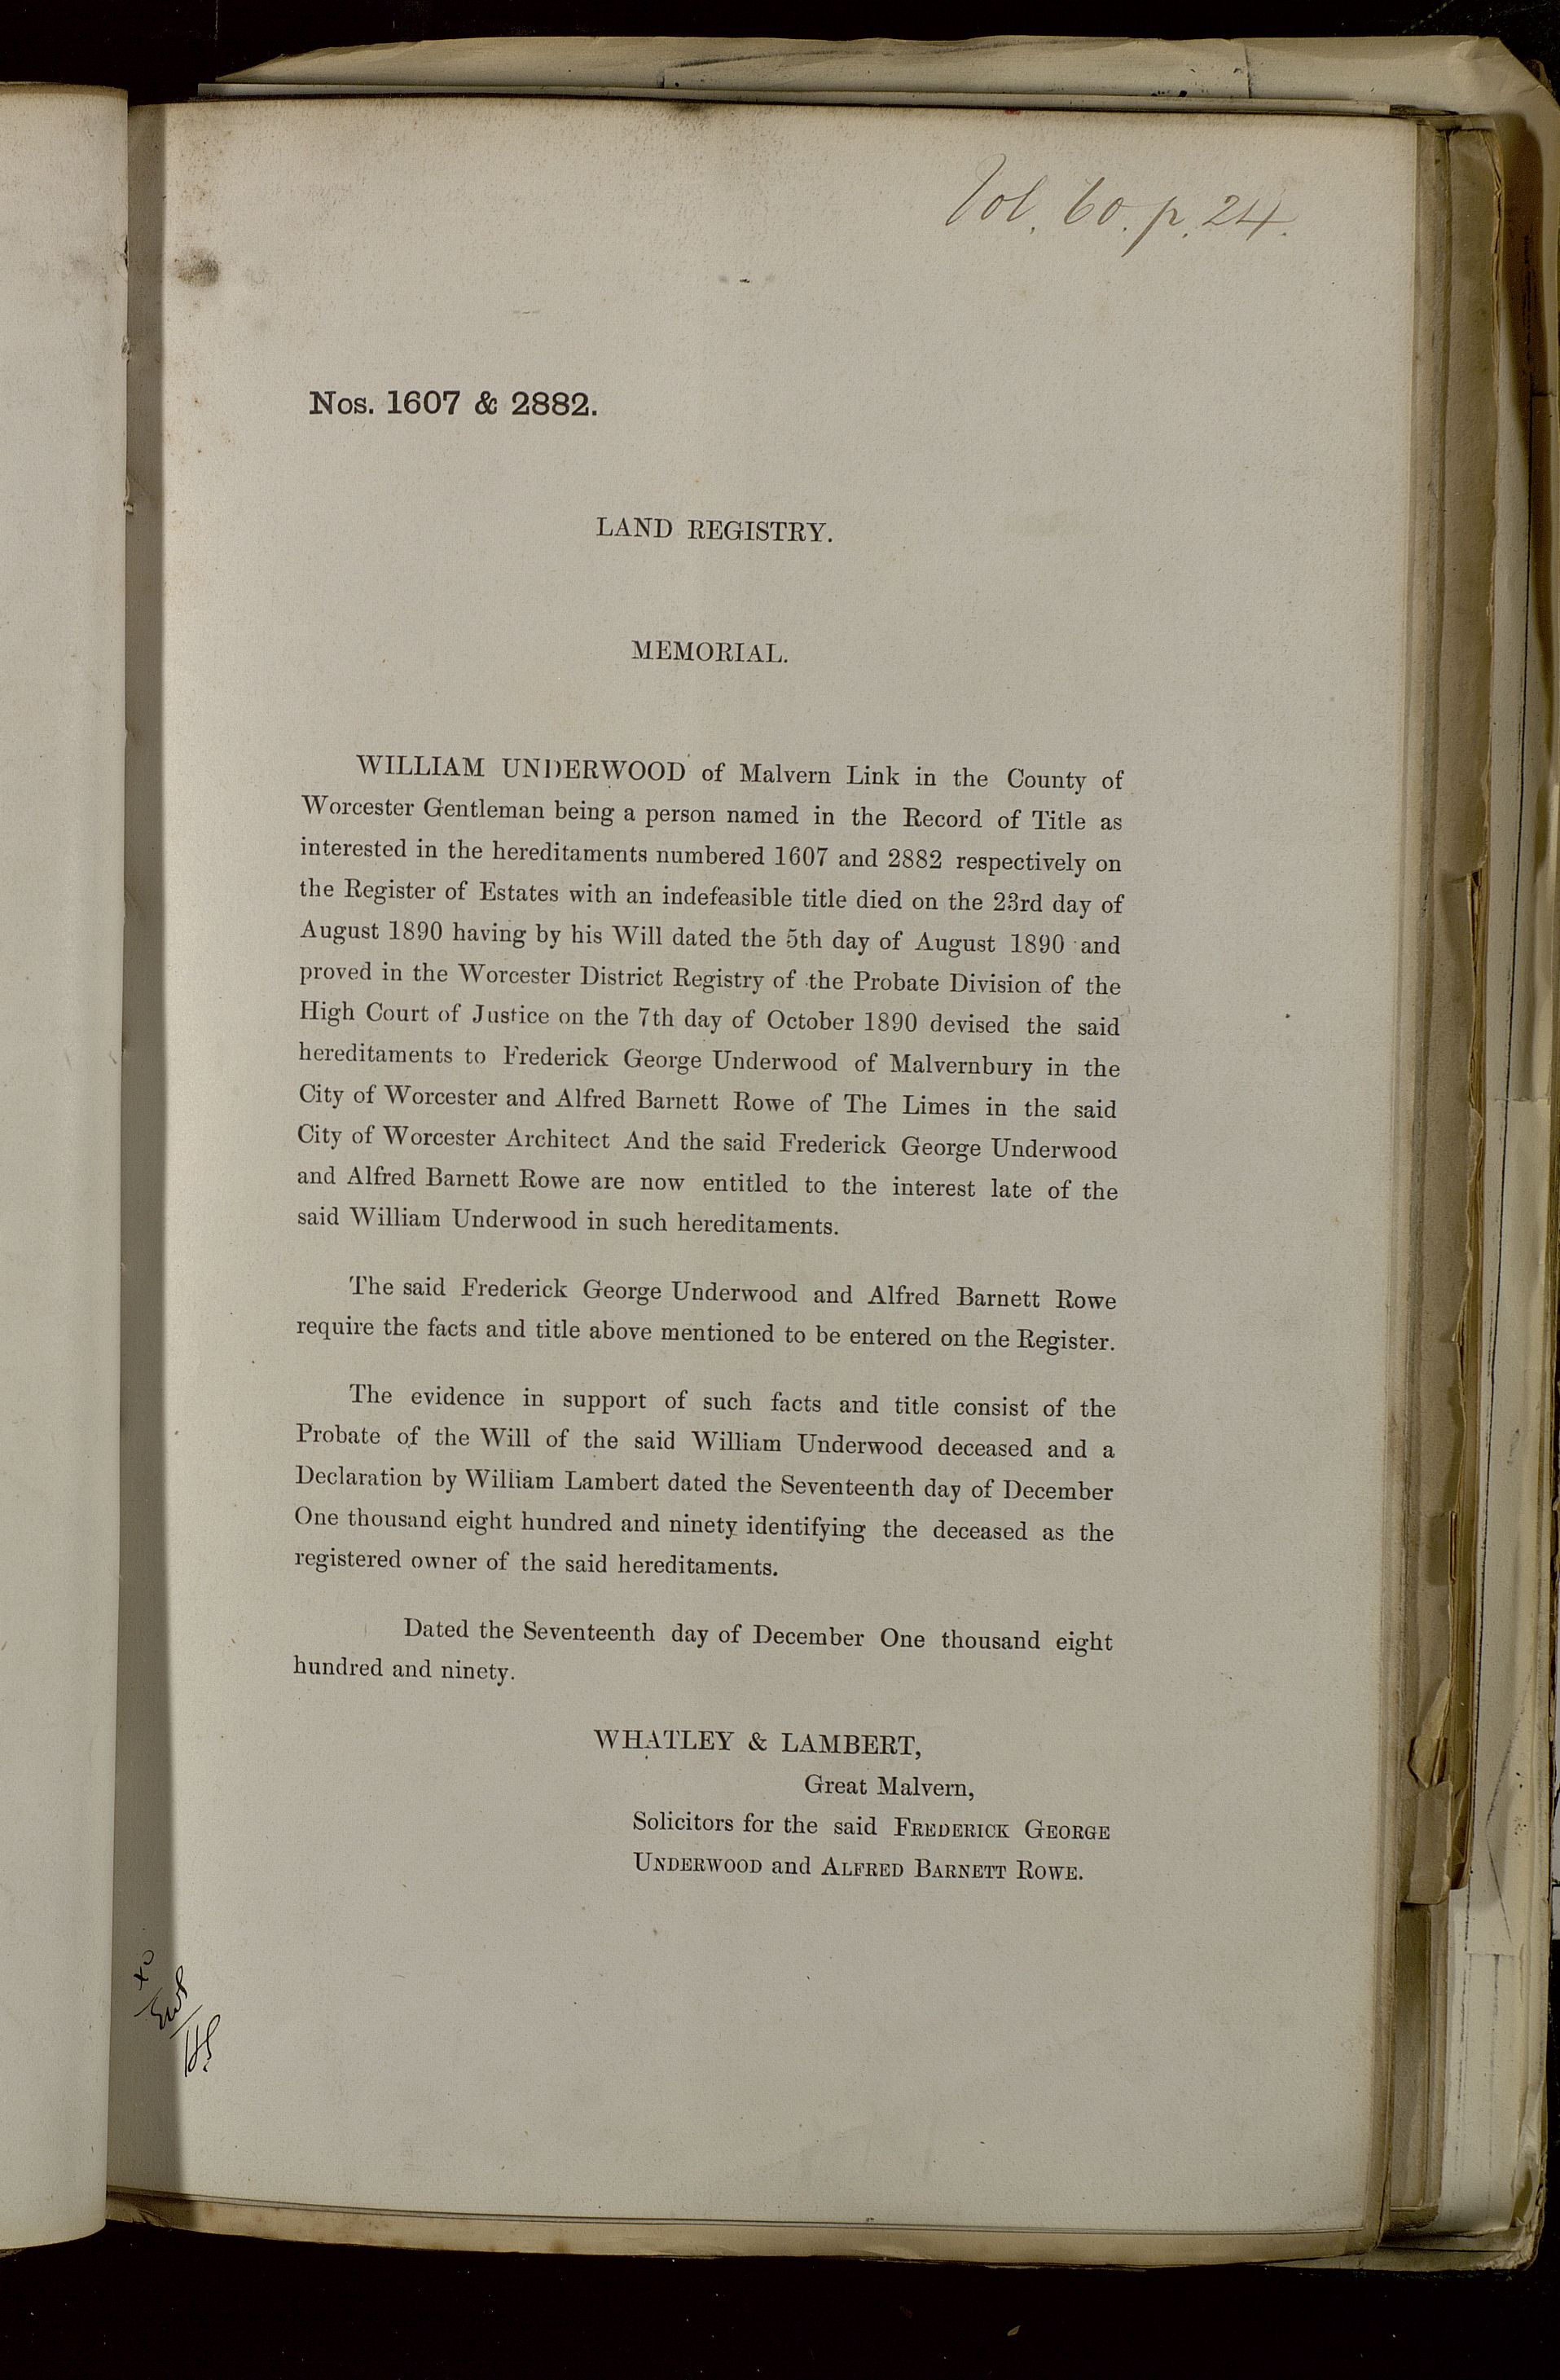 Vol. 60. p. 24.
Nos. 1607 & 2882.
LAND REGISTRY.
MEMORIAL.
WILLIAM UNDERWOOD of Malvern Link in the County of
Worcester Gentleman being a person named in the Record of Title as
interested in the hereditaments numbered 1607 and 2882 respectively on
the Register of Estates with an indefeasible title died on the 23rd day of
August 1890 having by his Will dated the 5th day of August 1890 and
proved in the Worcester District Registry of the Probate Division of the
High Court of Justice on the 7th day of October 1890 devised the said
hereditaments to Frederick George Underwood of Malvernbury in the
City of Worcester and Alfred Barnett Rowe of The Limes in the said
City of Worcester Architect And the said Frederick George Underwood
and Alfred Barnett Rowe are now entitled to the interest late of the
said William Underwood in such hereditaments.
The said Frederick George Underwood and Alfred Barnett Rowe
require the facts and title above mentioned to be entered on the Register.
The evidence in support of such facts and title consist of the
Probate of the Will of the said William Underwood deceased and a
Declaration by William Lambert dated the Seventeenth day of December
One thousand eight hundred and ninety identifying the deceased as the
registered owner of the said hereditaments.
Dated the Seventeenth day of December One thousand eight
hundred and ninety.
WHATLEY & LAMBERT,
Great Malvern,
Solicitors for the said FREDERICK GEORGE
UNDERWOOD and ALFRED BARNETT ROWE.